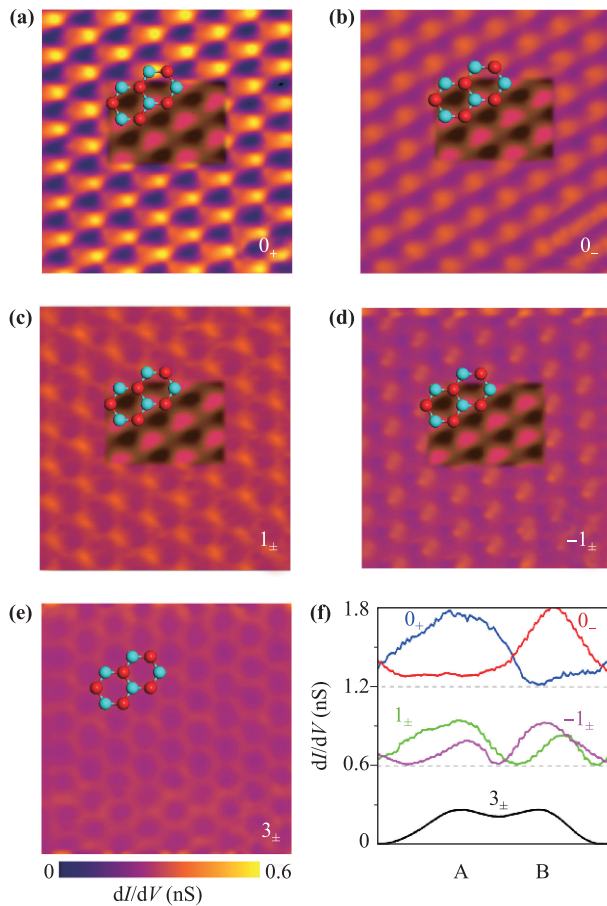 (a)
0+
(b)
0−
(c)
1±
(d)
−1±
(e)
3±
0
0.6
dI/dV (nS)
(f)
1.8
1.2
0.6
0
dI/dV (nS)
0+
0−
1±
−1±
3±
A
B